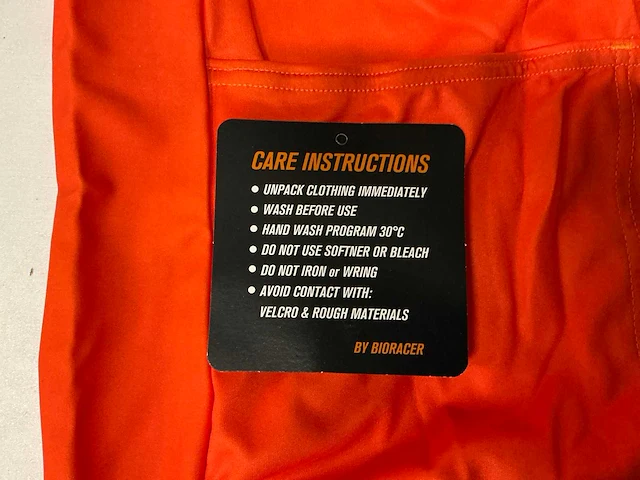 CARE INSTRUCTIONS
• UNPACK CLOTHING IMMEDIATELY
• WASH BEFORE USE
• HAND WASH PROGRAM 30°C
• DO NOT USE SOFTNER OR BLEACH
• DO NOT IRON or WRING
• AVOID CONTACT WITH:
VELCRO & ROUGH MATERIALS
BY BIORACER